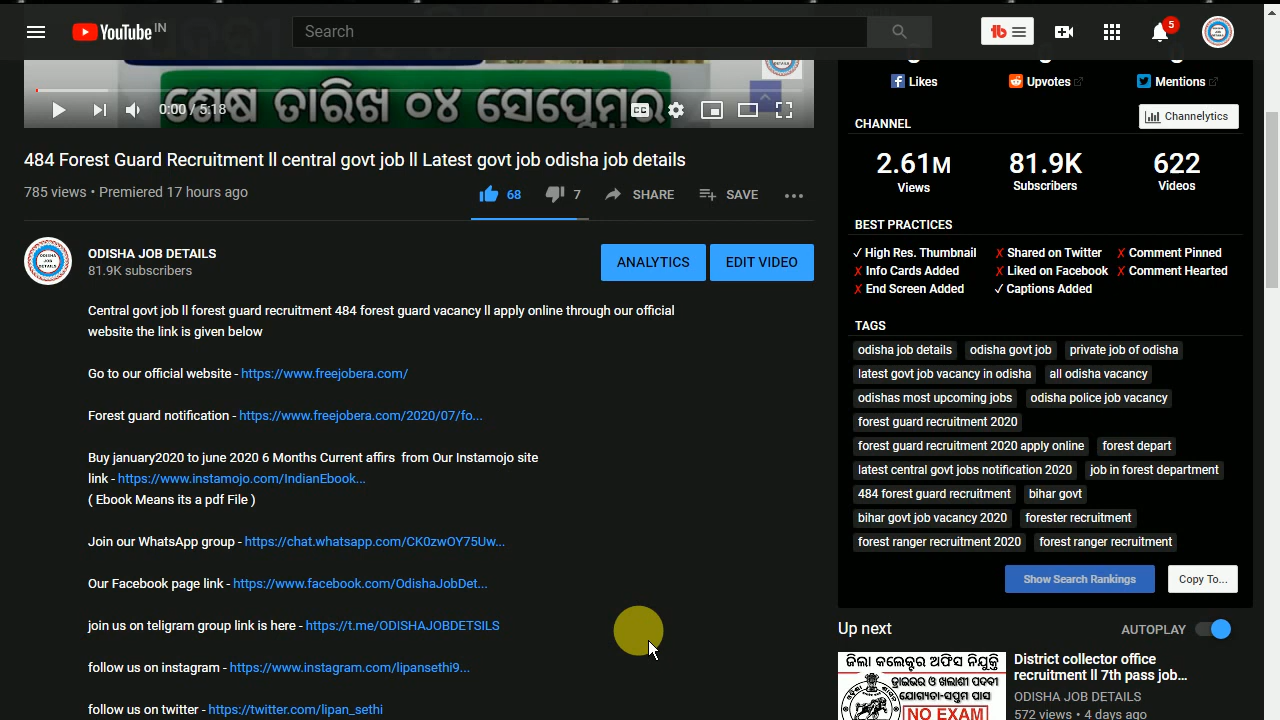 YouTube IN
Search
5
0:00 / 5:18
CC
ଶେଷ ତାରିଖ ୦୪ ସେପ୍ଟେମ୍ବର
484 Forest Guard Recruitment ll central govt job ll Latest govt job odisha job details
785 views • Premiered 17 hours ago
68
7
SHARE
SAVE
ODISHA JOB DETAILS
81.9K subscribers
ANALYTICS
EDIT VIDEO
Central govt job ll forest guard recruitment 484 forest guard vacancy ll apply online through our official
website the link is given below
Go to our official website - https://www.freejobera.com/
Forest guard notification - https://www.freejobera.com/2020/07/fo...
Buy january2020 to june 2020 6 Months Current affirs from Our Instamojo site
link - https://www.instamojo.com/IndianEbook...
( Ebook Means its a pdf File )
Join our WhatsApp group - https://chat.whatsapp.com/CK0zwOY75Uw...
Our Facebook page link - https://www.facebook.com/OdishaJobDet...
join us on teligram group link is here - https://t.me/ODISHAJOBDETSILS
follow us on instagram - https://www.instagram.com/lipansethi9...
follow us on twitter - https://twitter.com/lipan_sethi
Likes
Upvotes
Mentions
CHANNEL
Channelytics
2.61M
Views
81.9K
Subscribers
622
Videos
BEST PRACTICES
✓ High Res. Thumbnail ✗ Shared on Twitter ✗ Comment Pinned
✗ Info Cards Added ✗ Liked on Facebook ✗ Comment Hearted
✗ End Screen Added ✓ Captions Added
TAGS
odisha job details odisha govt job private job of odisha
latest govt job vacancy in odisha all odisha vacancy
odishas most upcoming jobs odisha police job vacancy
forest guard recruitment 2020
forest guard recruitment 2020 apply online forest depart
latest central govt jobs notification 2020 job in forest department
484 forest guard recruitment bihar govt
bihar govt job vacancy 2020 forester recruitment
forest ranger recruitment 2020 forest ranger recruitment
Show Search Rankings
Copy To...
Up next
AUTOPLAY
ଜିଲା କଲେକ୍ଟର ଅଫିସ ନିଯୁକ୍ତି
ଡ୍ରାଇଭର ଓ ଖଲାଶୀ ପଦବୀ
ଯୋଗ୍ୟତା-ସପ୍ତମ ପାସ
NO EXAM
District collector office
recruitment ll 7th pass job...
ODISHA JOB DETAILS
572 views • 4 days ago